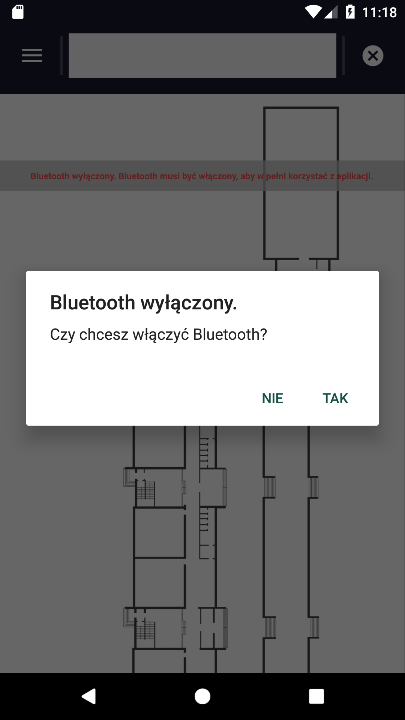 11:18
Bluetooth wyłączony. Bluetooth musi być włączony, aby w pełni korzystać z aplikacji.
Bluetooth wyłączony.
Czy chcesz włączyć Bluetooth?
NIE TAK